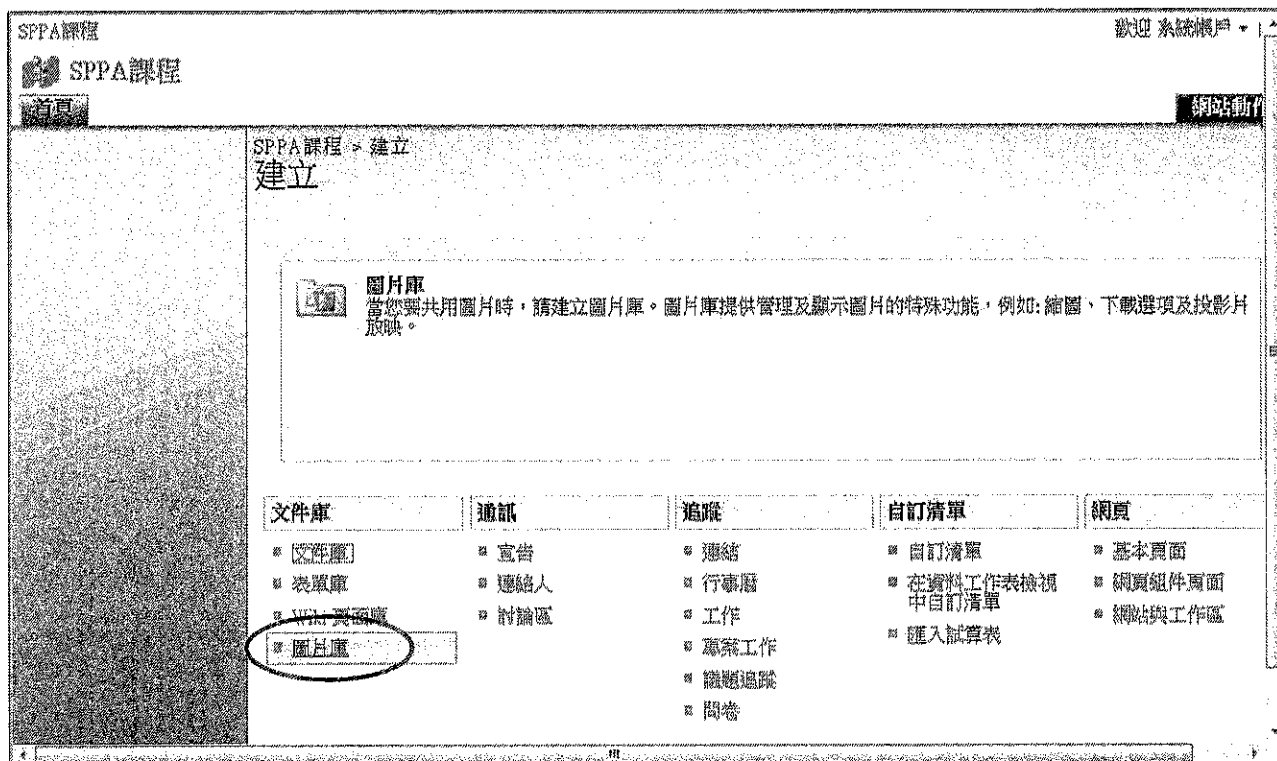 SPPA課程
歡迎 系統帳戶
SPPA課程
首頁
網站動作
SPPA課程 > 建立
建立
圖片庫
當您要共用圖片時，請建立圖片庫。圖片庫提供管理及顯示圖片的特殊功能，例如:縮圖、下載選項及投影片
放映。
文件庫
文件庫
表單庫
Wiki 頁面庫
圖片庫
通訊
宣告
連絡人
討論區
追蹤
連結
行事曆
工作
專案工作
議題追蹤
問卷
自訂清單
自訂清單
在資料工作表檢視
中自訂清單
匯入試算表
網頁
基本頁面
網頁組件頁面
網站與工作區